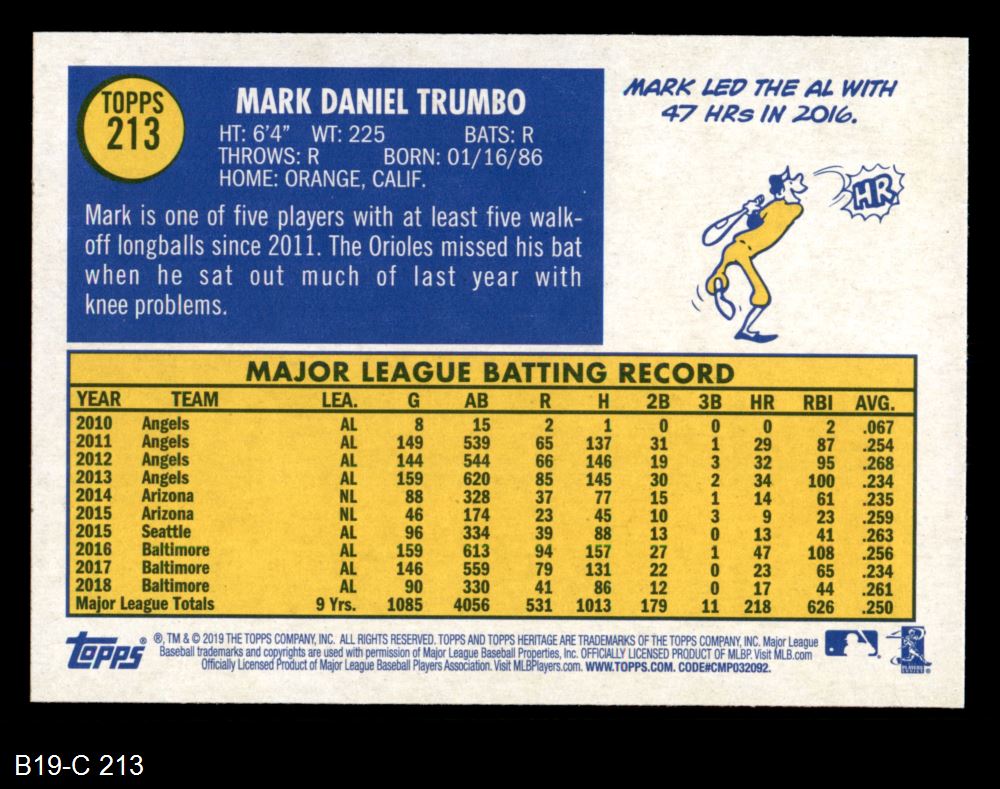 TOPPS
213
MARK DANIEL TRUMBO
HT: 6'4" WT: 225 BATS: R
THROWS: R BORN: 01/16/86
HOME: ORANGE, CALIF.
Mark is one of five players with at least five walk-
off longballs since 2011. The Orioles missed his bat
when he sat out much of last year with
knee problems.
MARK LED THE AL WITH
47 HRs IN 2016.
HR
MAJOR LEAGUE BATTING RECORD
YEAR TEAM LEA. G AB R H 2B 3B HR RBI AVG.
2010 Angels AL 8 15 2 1 0 0 0 2 .067
2011 Angels AL 149 539 65 137 31 1 29 87 .254
2012 Angels AL 144 544 66 146 19 3 32 95 .268
2013 Angels AL 159 620 85 145 30 2 34 100 .234
2014 Arizona NL 88 328 37 77 15 1 14 61 .235
2015 Arizona NL 46 174 23 45 10 3 9 23 .259
2015 Seattle AL 96 334 39 88 13 0 13 41 .263
2016 Baltimore AL 159 613 94 157 27 1 47 108 .256
2017 Baltimore AL 146 559 79 131 22 0 23 65 .234
2018 Baltimore AL 90 330 41 86 12 0 17 44 .261
Major League Totals 9 Yrs. 1085 4056 531 1013 179 11 218 626 .250
Topps ®
®, TM & © 2019 THE TOPPS COMPANY, INC. ALL RIGHTS RESERVED. TOPPS AND TOPPS HERITAGE ARE TRADEMARKS OF THE TOPPS COMPANY, INC. Major League
Baseball trademarks and copyrights are used with permission of Major League Baseball Properties, Inc. OFFICIALLY LICENSED PRODUCT OF MLBP. Visit MLB.com
Officially Licensed Product of Major League Baseball Players Association. Visit MLBPlayers.com. WWW.TOPPS.COM. CODE#CMP032092.
B19-C 213